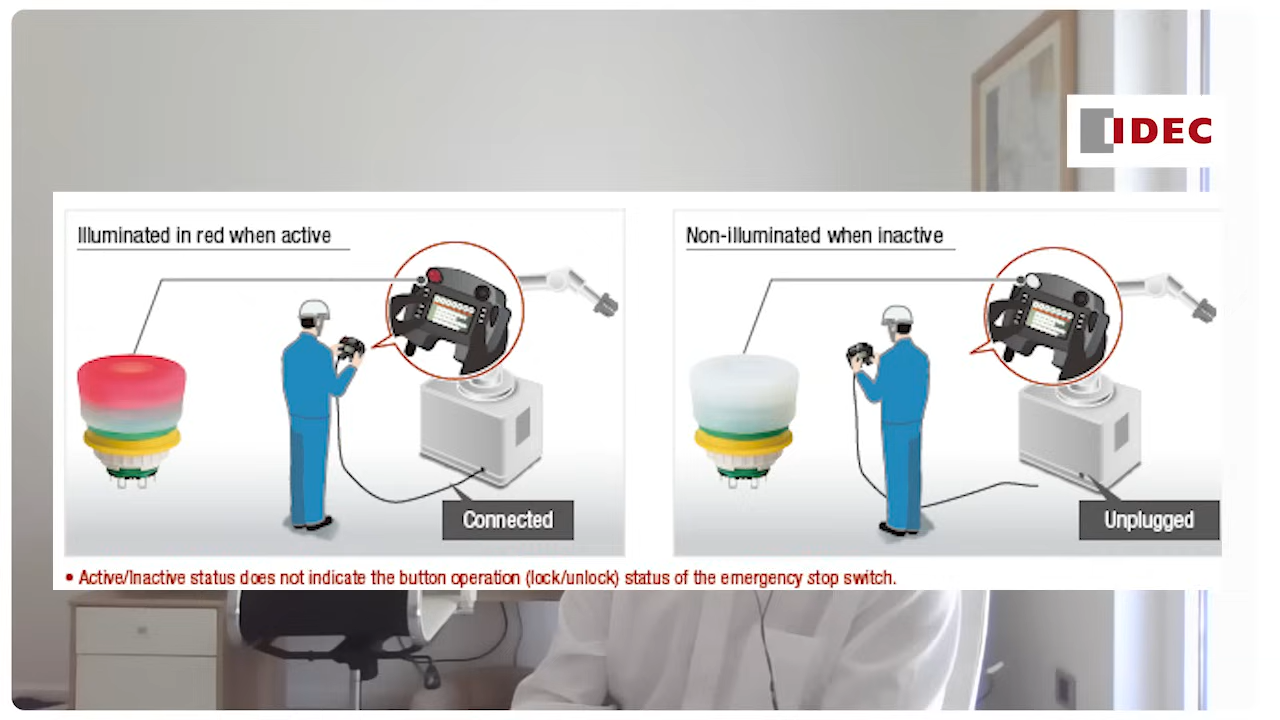 IDEC
Illuminated in red when active
Non-illuminated when inactive
Connected
Unplugged
• Active/Inactive status does not indicate the button operation (lock/unlock) status of the emergency stop switch.